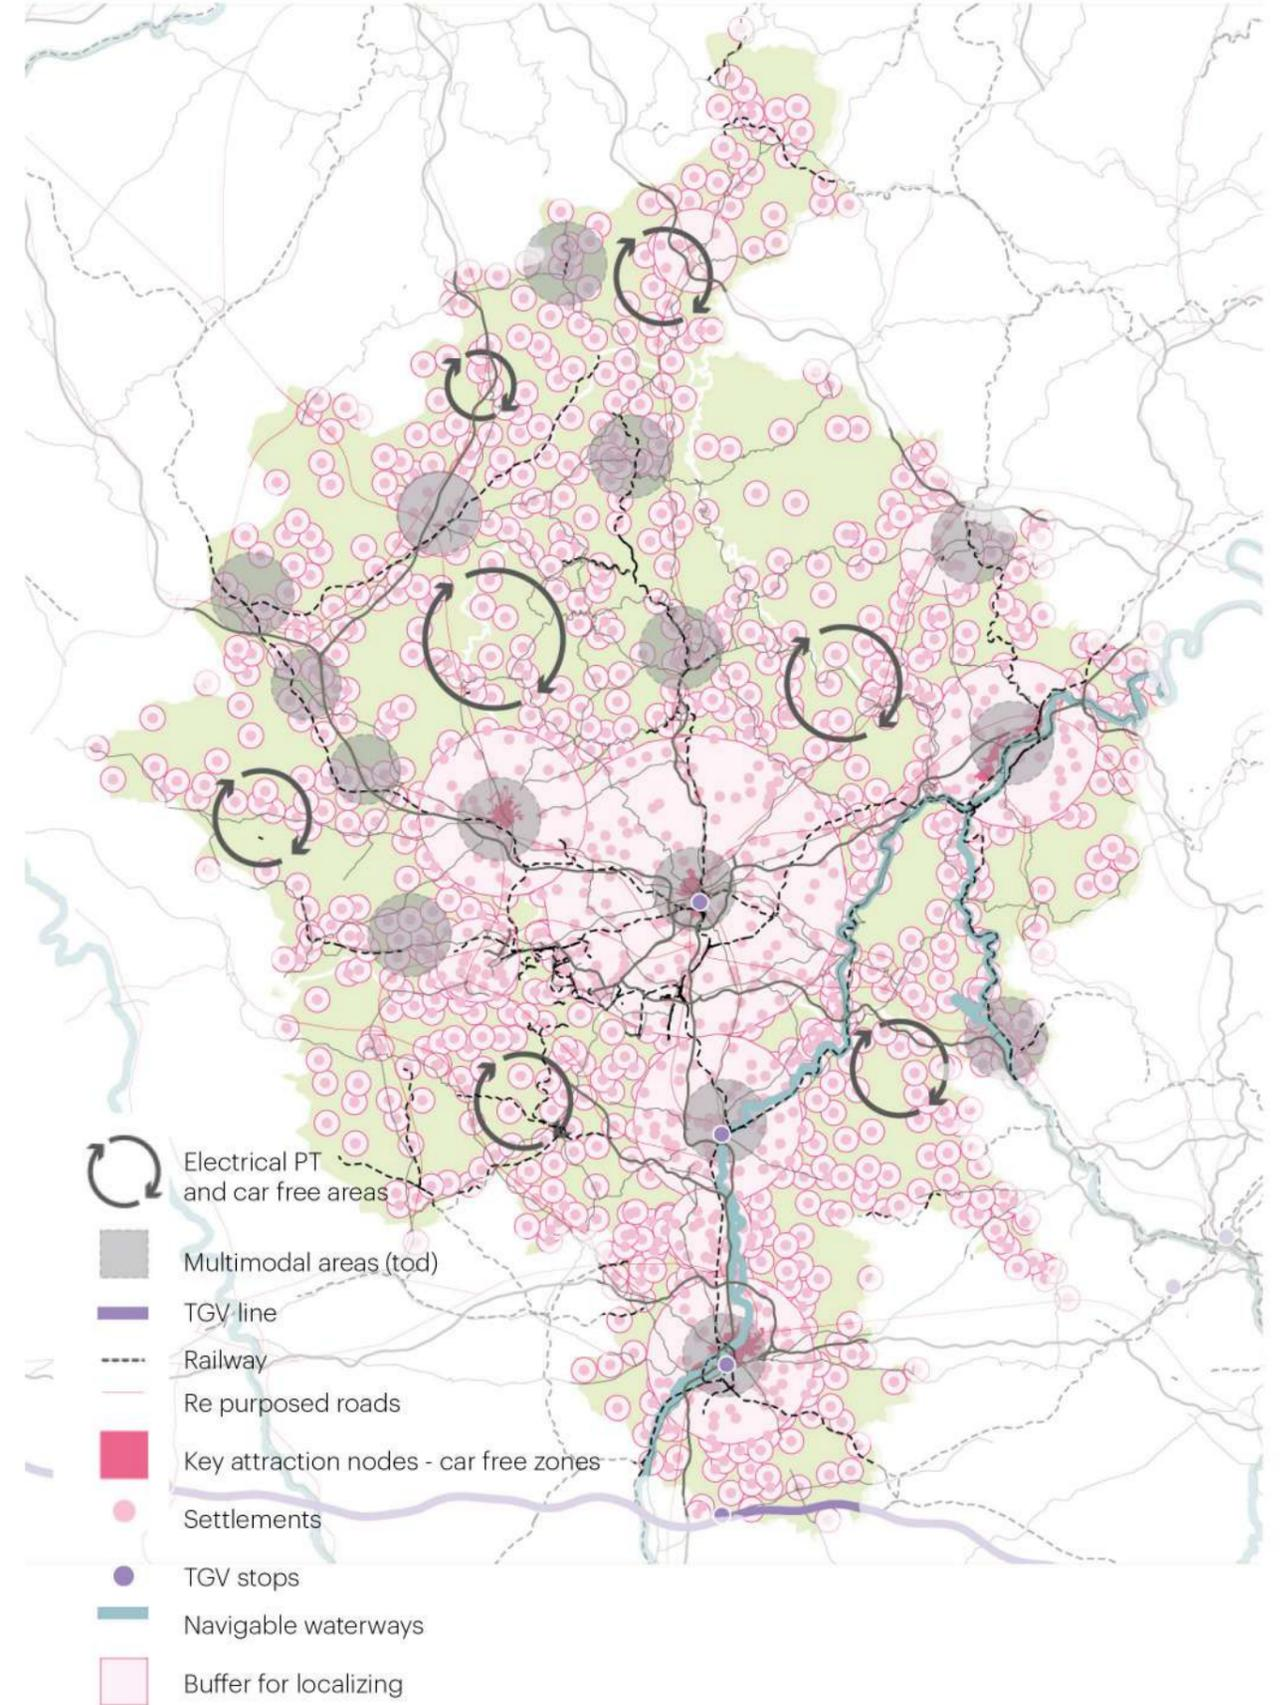 Electrical PT
and car free areas
Multimodal areas (tod)
TGV line
Railway
Re purposed roads
Key attraction nodes - car free zones
Settlements
TGV stops
Navigable waterways
Buffer for localizing